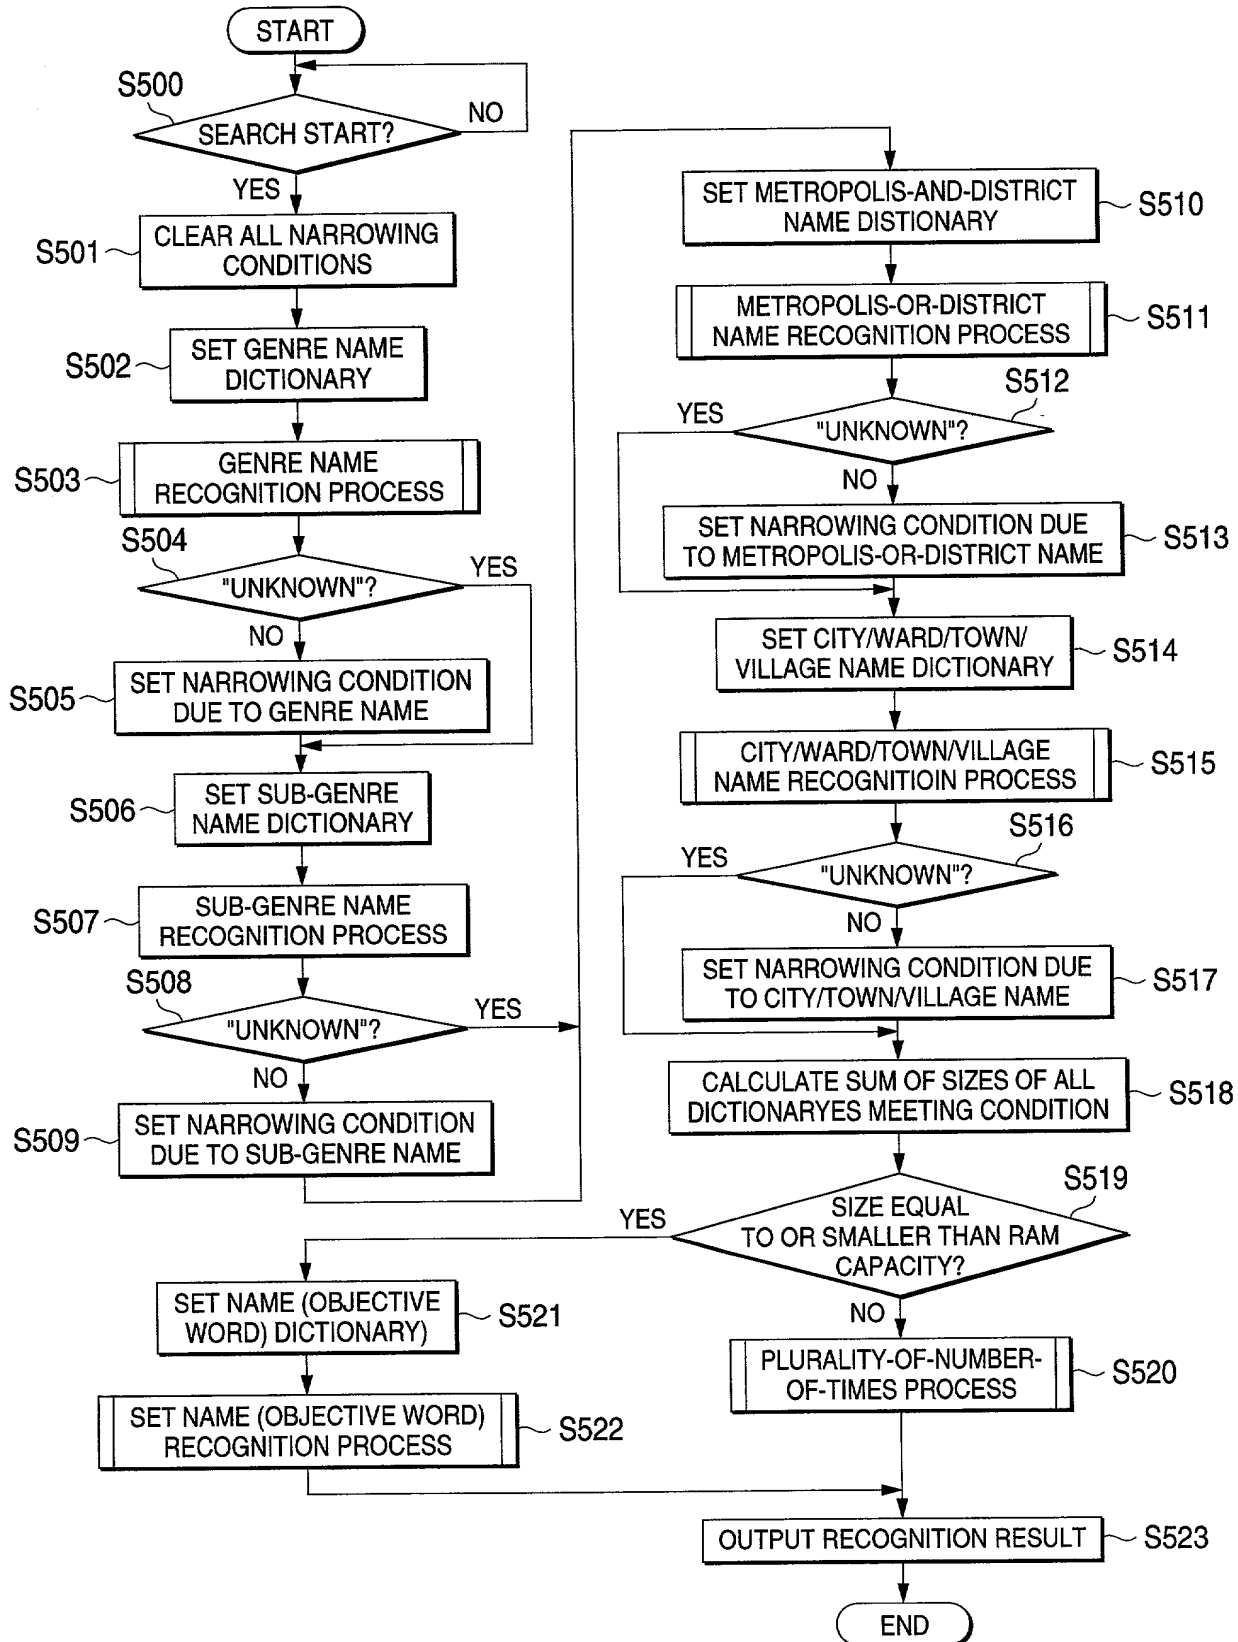 START
S500
SEARCH START?
NO
YES
S501
CLEAR ALL NARROWING
CONDITIONS
S502
SET GENRE NAME
DICTIONARY
S503
GENRE NAME
RECOGNITION PROCESS
S504
"UNKNOWN"?
YES
NO
S505
SET NARROWING CONDITION
DUE TO GENRE NAME
S506
SET SUB-GENRE
NAME DICTIONARY
S507
SUB-GENRE NAME
RECOGNITION PROCESS
S508
"UNKNOWN"?
YES
NO
S509
SET NARROWING CONDITION
DUE TO SUB-GENRE NAME
SET METROPOLIS-AND-DISTRICT
NAME DISTIONARY
S510
METROPOLIS-OR-DISTRICT
NAME RECOGNITION PROCESS
S511
S512
YES
"UNKNOWN"?
NO
SET NARROWING CONDITION DUE
TO METROPOLIS-OR-DISTRICT NAME
S513
SET CITY/WARD/TOWN/
VILLAGE NAME DICTIONARY
S514
CITY/WARD/TOWN/VILLAGE
NAME RECOGNITIOIN PROCESS
S515
S516
YES
"UNKNOWN"?
NO
SET NARROWING CONDITION DUE
TO CITY/TOWN/VILLAGE NAME
S517
CALCULATE SUM OF SIZES OF ALL
DICTIONARYES MEETING CONDITION
S518
S519
SIZE EQUAL
TO OR SMALLER THAN RAM
CAPACITY?
YES
NO
SET NAME (OBJECTIVE
WORD) DICTIONARY)
S521
PLURALITY-OF-NUMBER-
OF-TIMES PROCESS
S520
SET NAME (OBJECTIVE WORD)
RECOGNITION PROCESS
S522
OUTPUT RECOGNITION RESULT
S523
END